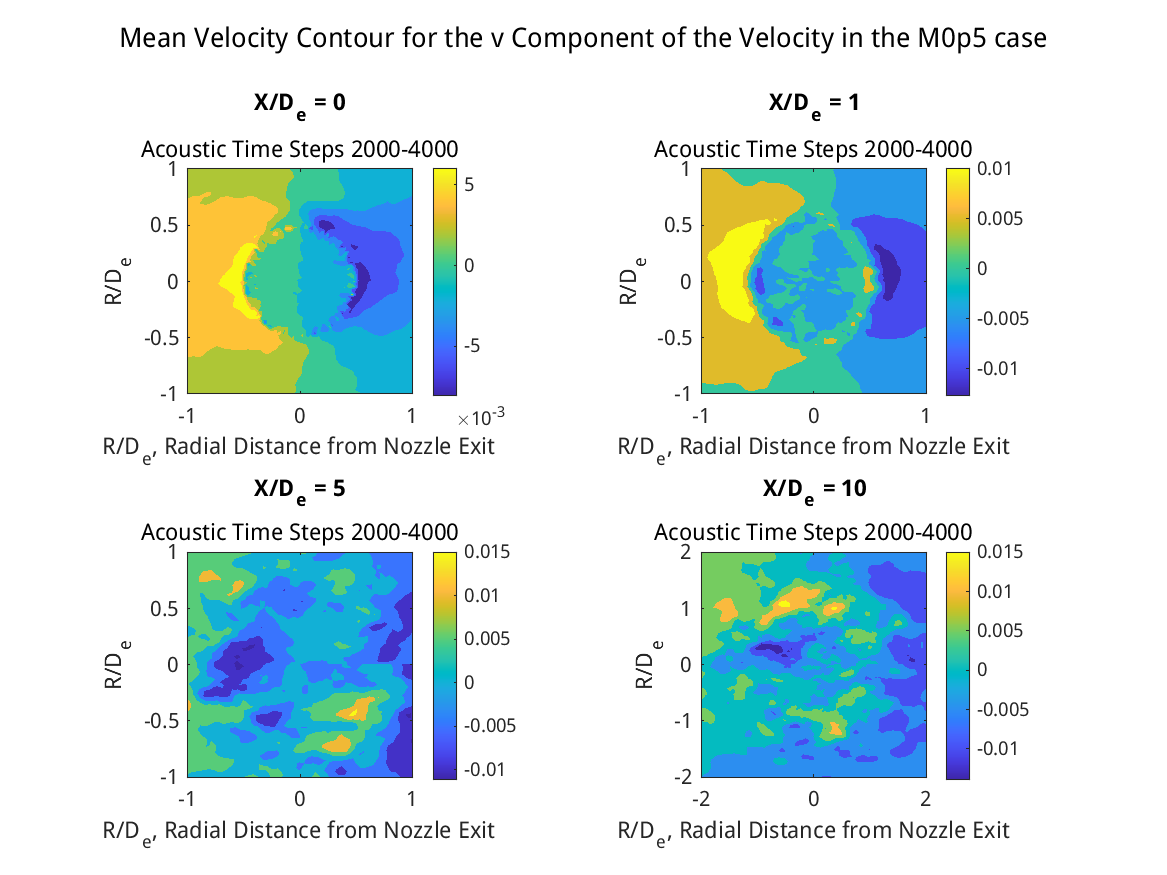 Mean Velocity Contour for the v Component of the Velocity in the M0p5 case
X/De = 0
Acoustic Time Steps 2000-4000
1
0.5
0
-0.5
-1
R/De
-1 0 1
R/De, Radial Distance from Nozzle Exit
5
0
-5
×10-3
X/De = 1
Acoustic Time Steps 2000-4000
1
0.5
0
-0.5
-1
R/De
-1 0 1
R/De, Radial Distance from Nozzle Exit
0.01
0.005
0
-0.005
-0.01
X/De = 5
Acoustic Time Steps 2000-4000
1
0.5
0
-0.5
-1
R/De
-1 0 1
R/De, Radial Distance from Nozzle Exit
0.015
0.01
0.005
0
-0.005
-0.01
X/De = 10
Acoustic Time Steps 2000-4000
2
1
0
-1
-2
R/De
-2 0 2
R/De, Radial Distance from Nozzle Exit
0.015
0.01
0.005
0
-0.005
-0.01